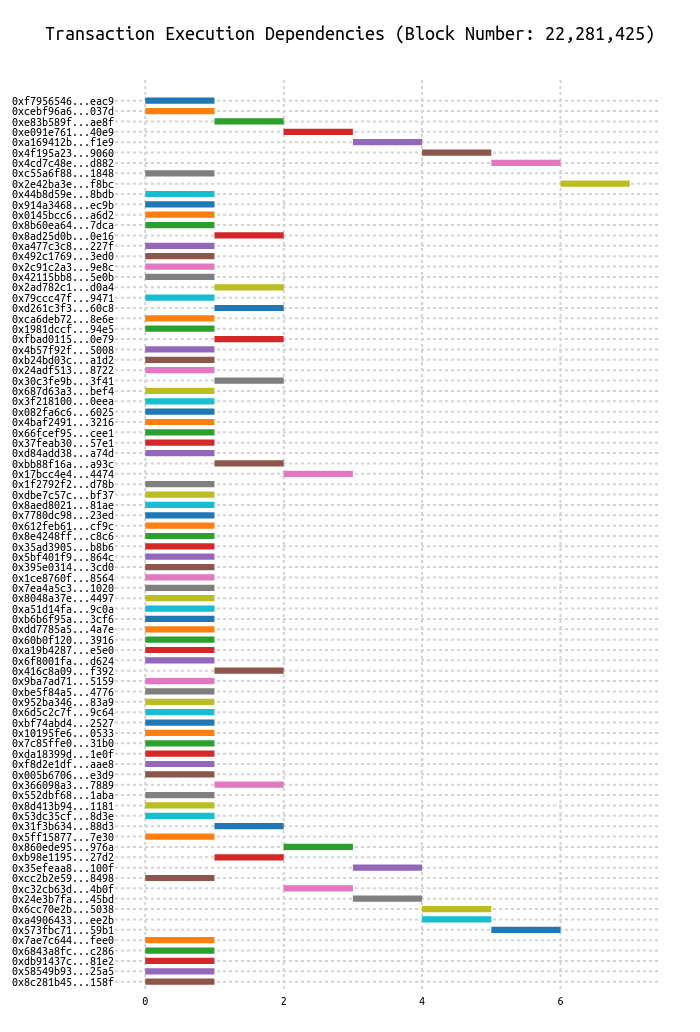 Transaction Execution Dependencies (Block Number: 22,281,425)
0xf7956546...eac9
0xcebf96a6...037d
0xe83b589f...ae8f
0xe091e761...40e9
0xa169412b...f1e9
0x4f195a23...9060
0x4cd7c48e...d882
0xc55a6f88...1848
0x2e42ba3e...f8bc
0x44b8d59e...8bdb
0x914a3468...ec9b
0x0145bcc6...a6d2
0x8b60ea64...7dca
0x8ad25d0b...0e16
0xa477c3c8...227f
0x492c1769...3ed0
0x2c91c2a3...9e8c
0x42115bb8...5e0b
0x2ad782c1...d0a4
0x79ccc47f...9471
0xd261c3f3...60c8
0xca6deb72...8e6e
0x1981dccf...94e5
0xfbad0115...0e79
0x4b57f92f...5008
0xb24bd03c...a1d2
0x24adf513...8722
0x30c3fe9b...3f41
0x687d63a3...bef4
0x3f218100...0eea
0x082fa6c6...6025
0x4baf2491...3216
0x66fcef95...cee1
0x37feab30...57e1
0xd84add38...a74d
0xbb88f16a...a93c
0x17bcc4e4...4474
0x1f2792f2...d78b
0xdbe7c57c...bf37
0x8aed8021...81ae
0x7780dc98...23ed
0x612feb61...cf9c
0x8e4248ff...c8c6
0x35ad3905...b8b6
0x5bf401f9...864c
0x395e0314...3cd0
0x1ce8760f...8564
0x7ea4a5c3...1020
0x8048a37e...4497
0xa51d14fa...9c0a
0xb6b6f95a...3cf6
0xdd7785a5...4a7e
0x60b0f120...3916
0xa19b4287...e5e0
0x6f8001fa...d624
0x416c8a09...f392
0x9ba7ad71...5159
0xbe5f84a5...4776
0x952ba346...83a9
0x6d5c2c7f...9c64
0xbf74abd4...2527
0x10195fe6...0533
0x7c85ffe0...31b0
0xda18399d...1e0f
0xf8d2e1df...aae8
0x005b6706...e3d9
0x366098a3...7889
0x552dbf68...1aba
0x8d413b94...1181
0x53dc35cf...8d3e
0x31f3b634...88d3
0x5ff15877...7e30
0x860ede95...976a
0xb98e1195...27d2
0x35efeaa8...100f
0xcc2b2e59...8498
0xc32cb63d...4b0f
0x24e3b7fa...45bd
0x6cc70e2b...5038
0xa4906433...ee2b
0x573fbc71...59b1
0x7ae7c644...fee0
0x6843a8fc...c286
0xdb91437c...81e2
0x58549b93...25a5
0x8c281b45...158f
0 2 4 6